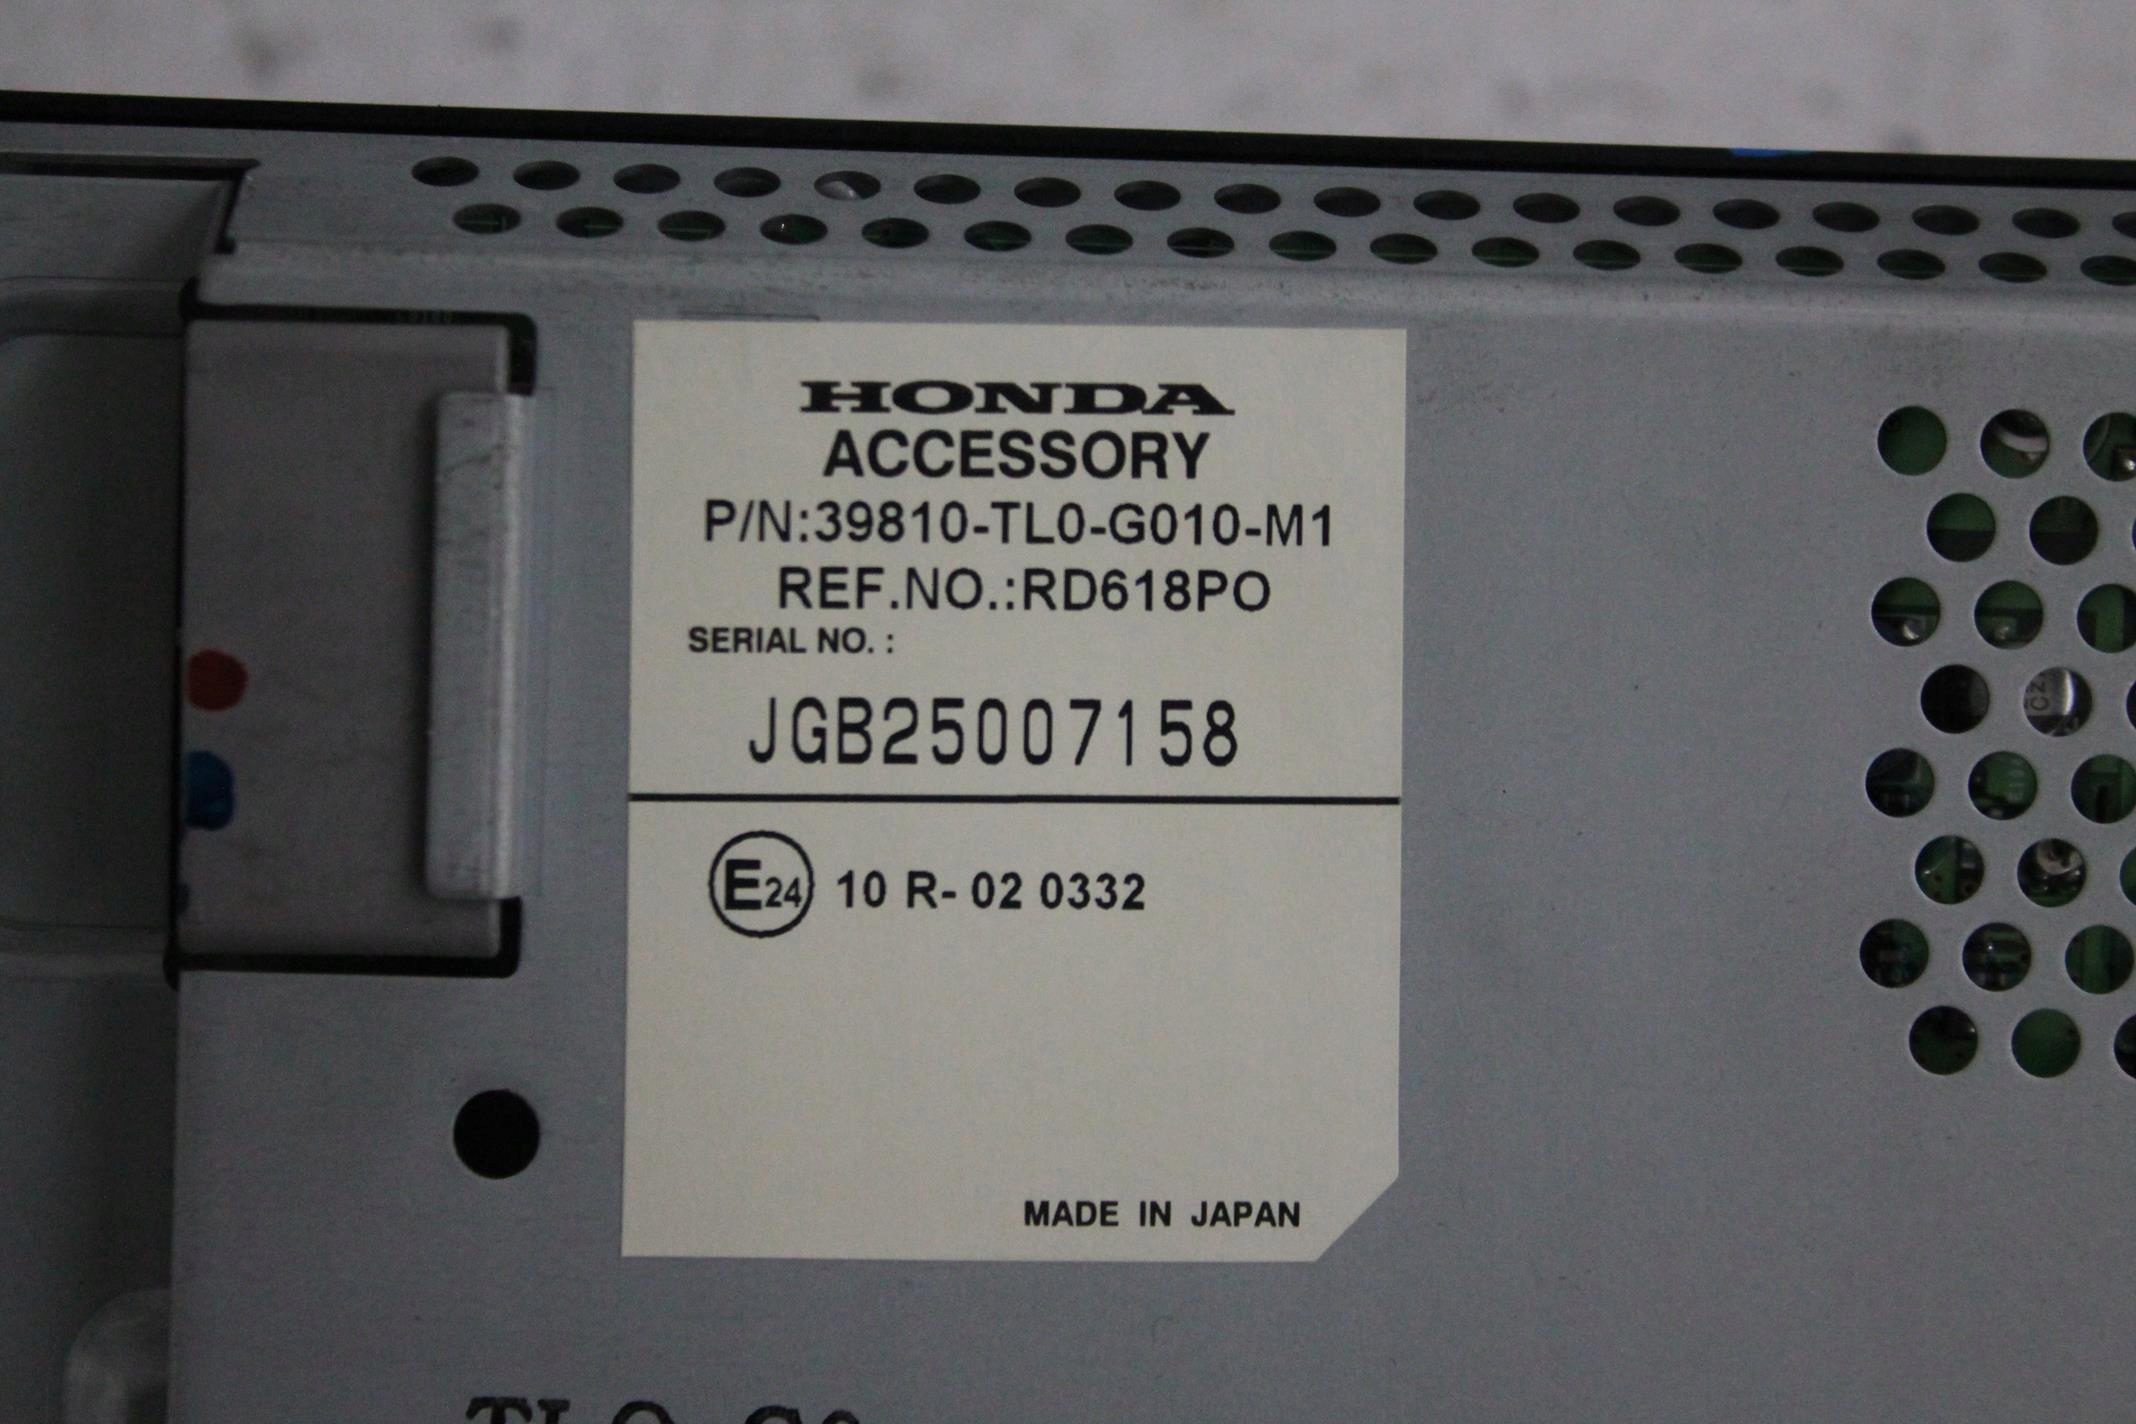 HONDA
ACCESSORY
P/N:39810-TL0-G010-M1
REF.NO.:RD618PO
SERIAL NO. :
JGB25007158
E24 10 R- 02 0332
MADE IN JAPAN